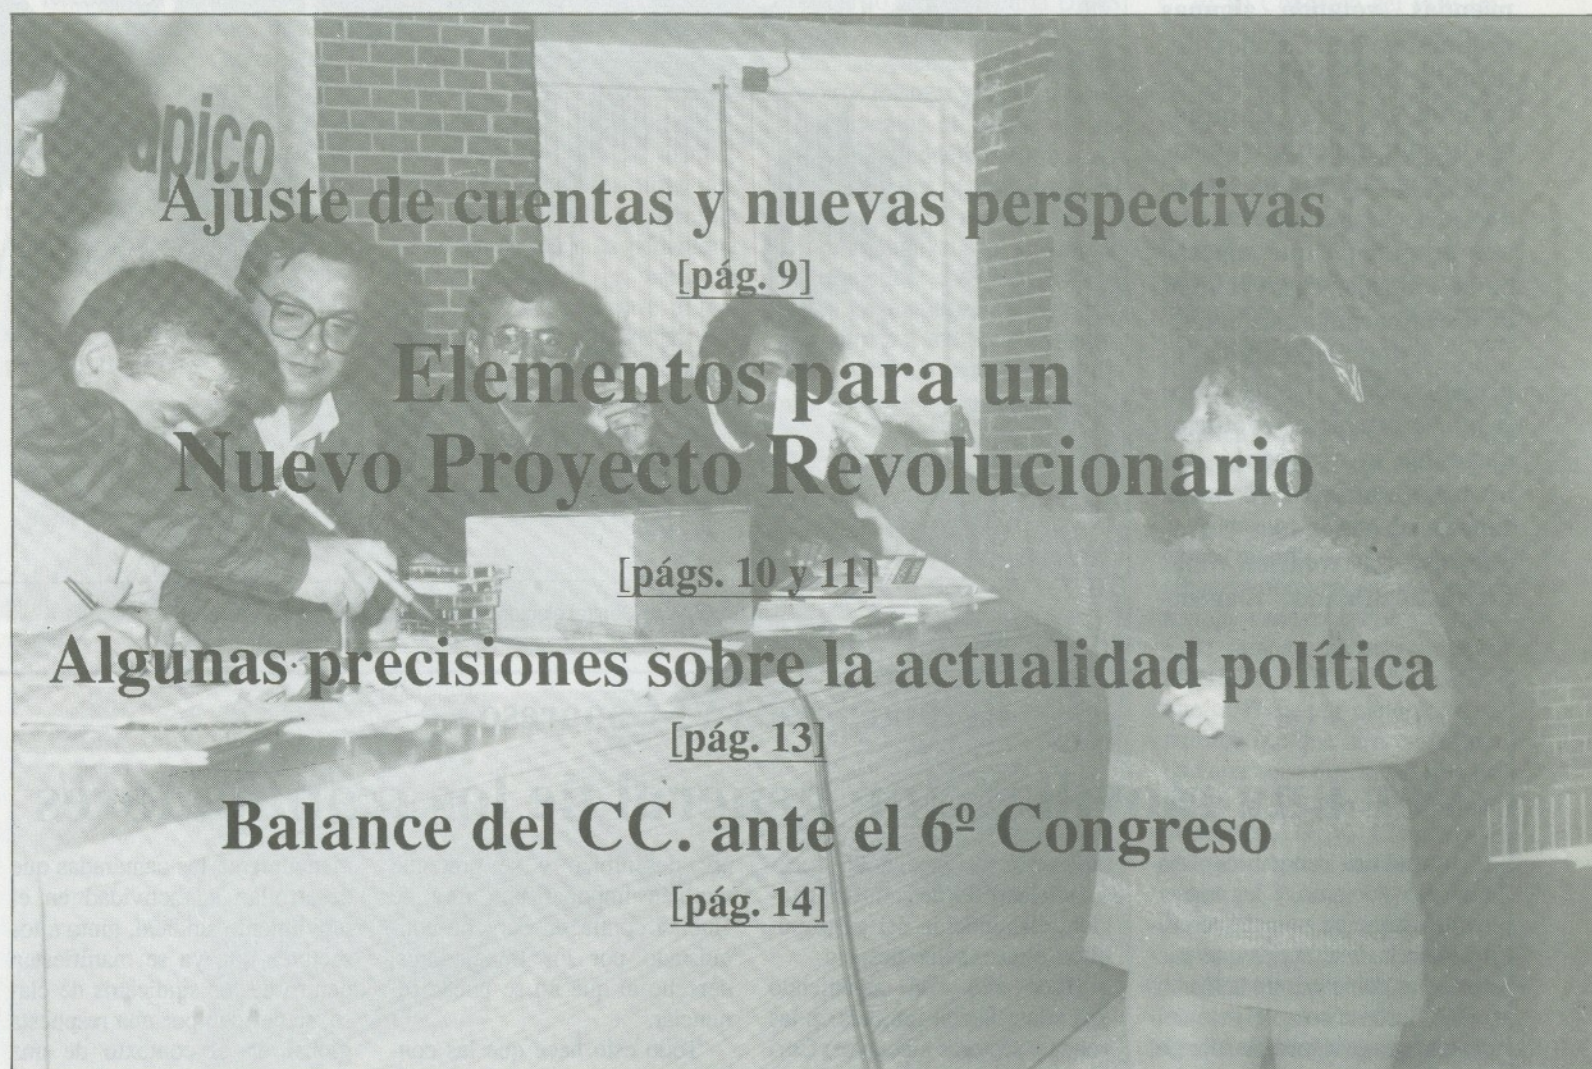 apico
Ajuste de cuentas y nuevas perspectivas
[pág. 9]
Elementos para un
Nuevo Proyecto Revolucionario
[págs. 10 y 11]
Algunas precisiones sobre la actualidad política
[pág. 13]
Balance del CC. ante el 6º Congreso
[pág. 14]